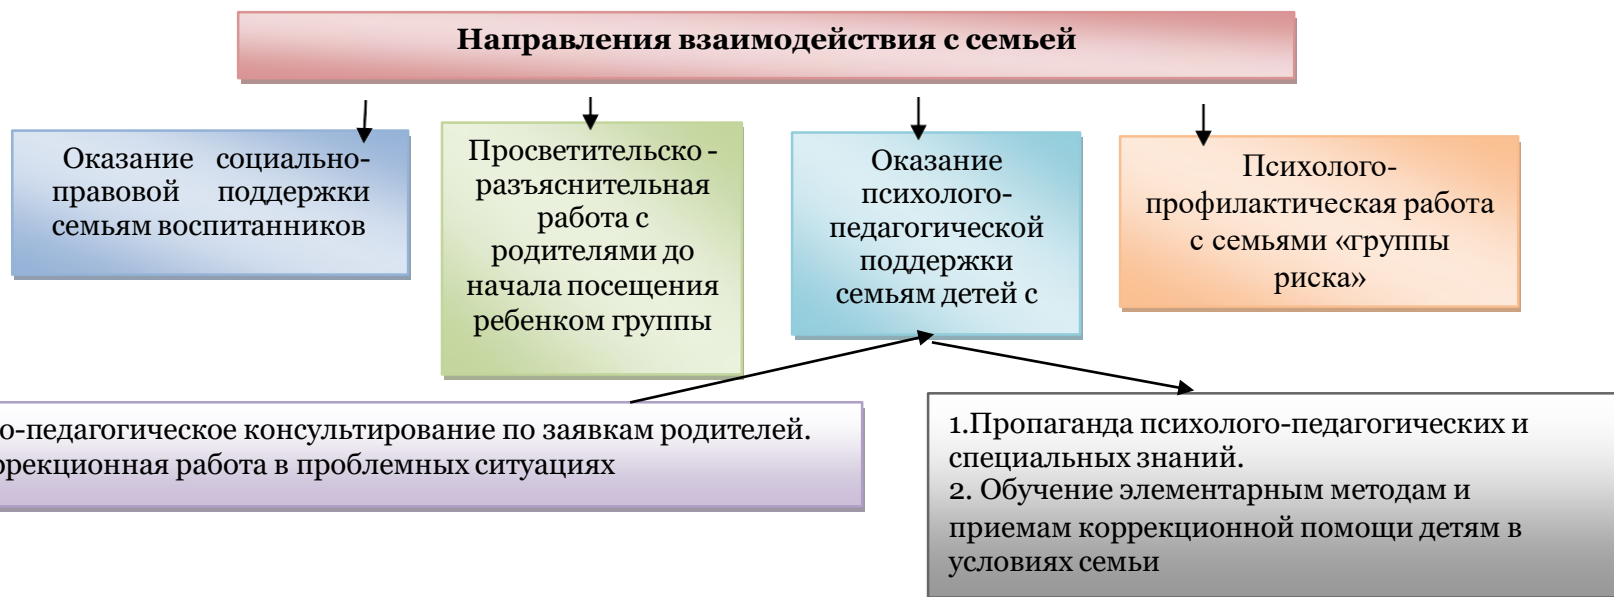 Направления взаимодействия с семьей
Оказание социально-
правовой поддержки
семьям воспитанников
Просветительско -
разъяснительная
работа с
родителями до
начала посещения
ребенком группы
Оказание
психолого-
педагогической
поддержки
семьям детей с
Психолого-
профилактическая работа
с семьями «группы
риска»
о-педагогическое консультирование по заявкам родителей.
ррекционная работа в проблемных ситуациях
1.Пропаганда психолого-педагогических и
специальных знаний.
2. Обучение элементарным методам и
приемам коррекционной помощи детям в
условиях семьи